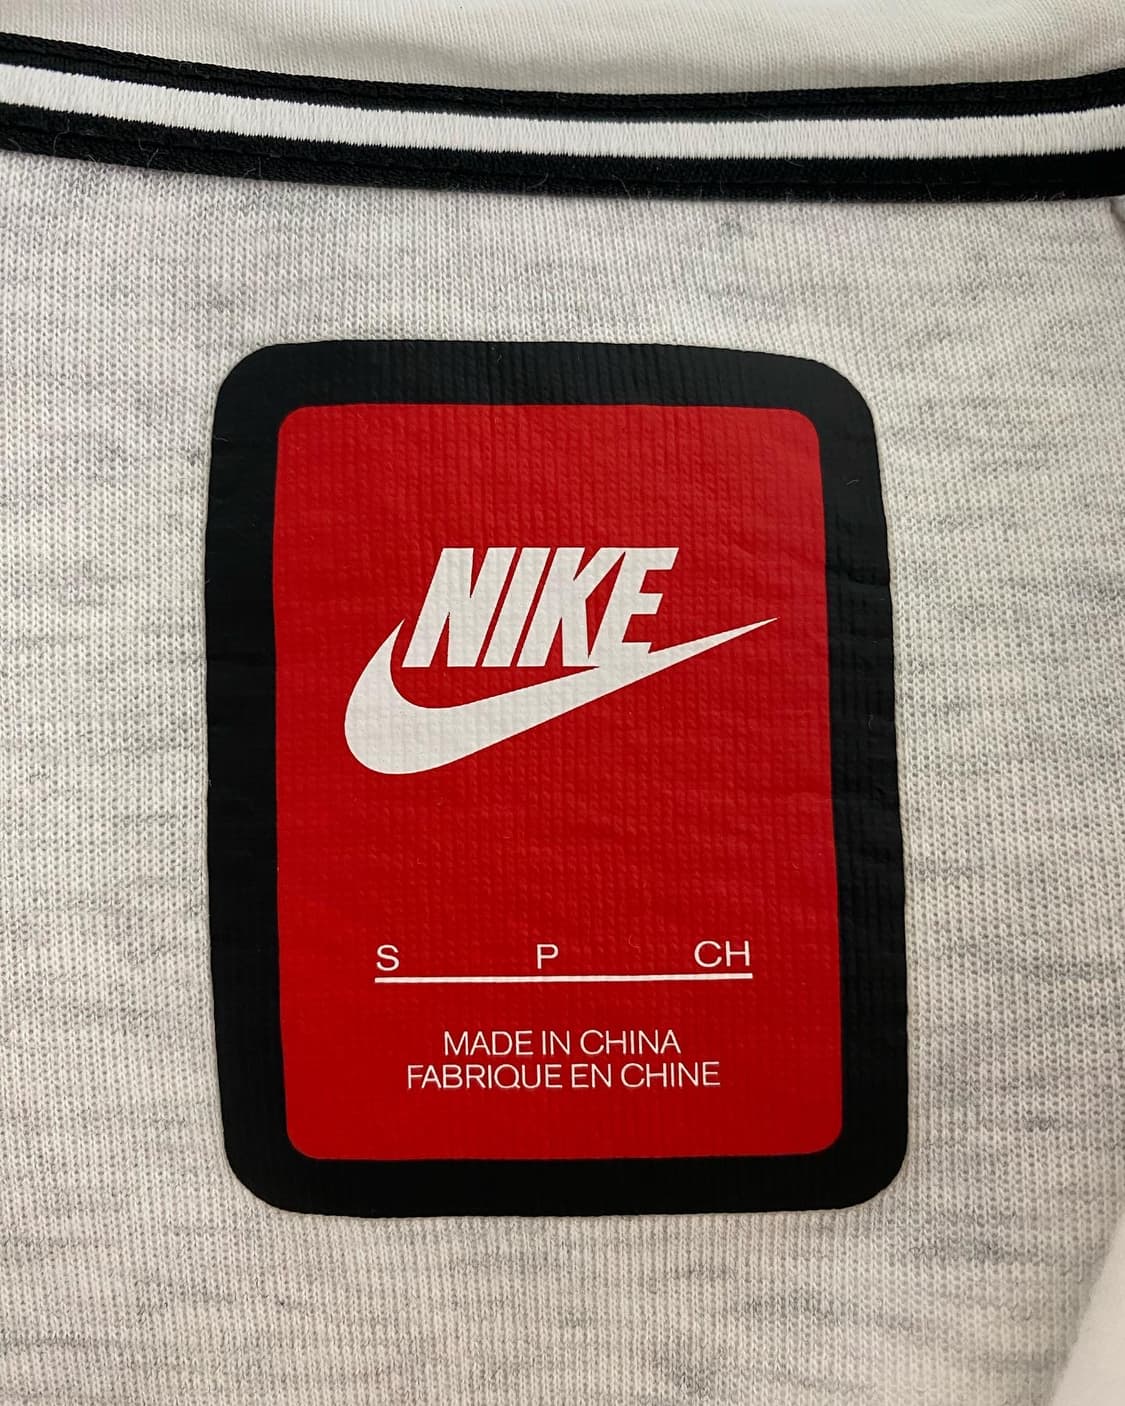 NIKE
S P CH
MADE IN CHINA
FABRIQUE EN CHINE